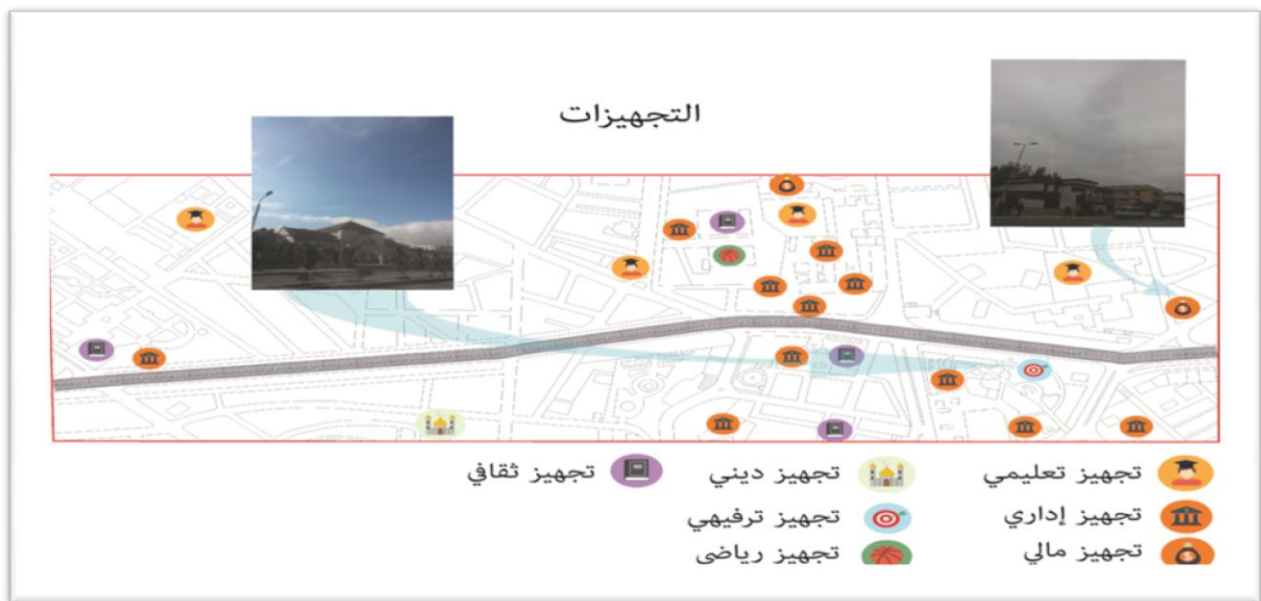 التجهيزات
تجهيز تعليمي تجهيز ديني تجهيز ثقافي
تجهيز إداري تجهيز ترفيهي
تجهيز مالي تجهيز رياضى